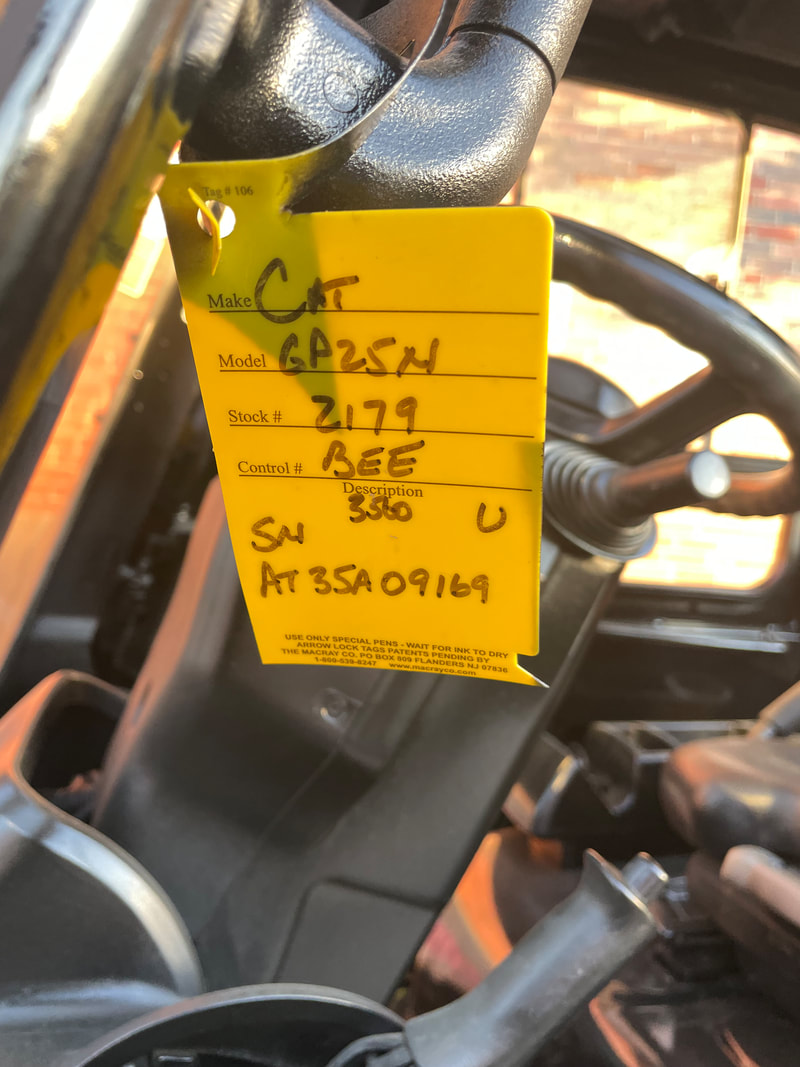 Tag # 106
Make CAT
Model GP25N
Stock # 2179
Control # BEE
Description
U
SN
AT35A09169
USE ONLY SPECIAL PENS - WAIT FOR INK TO DRY
ARROW LOCK TAGS PATENTS PENDING BY
THE MACRAY CO. PO BOX 509 FLANDERS NJ 07836
www.macrayco.com